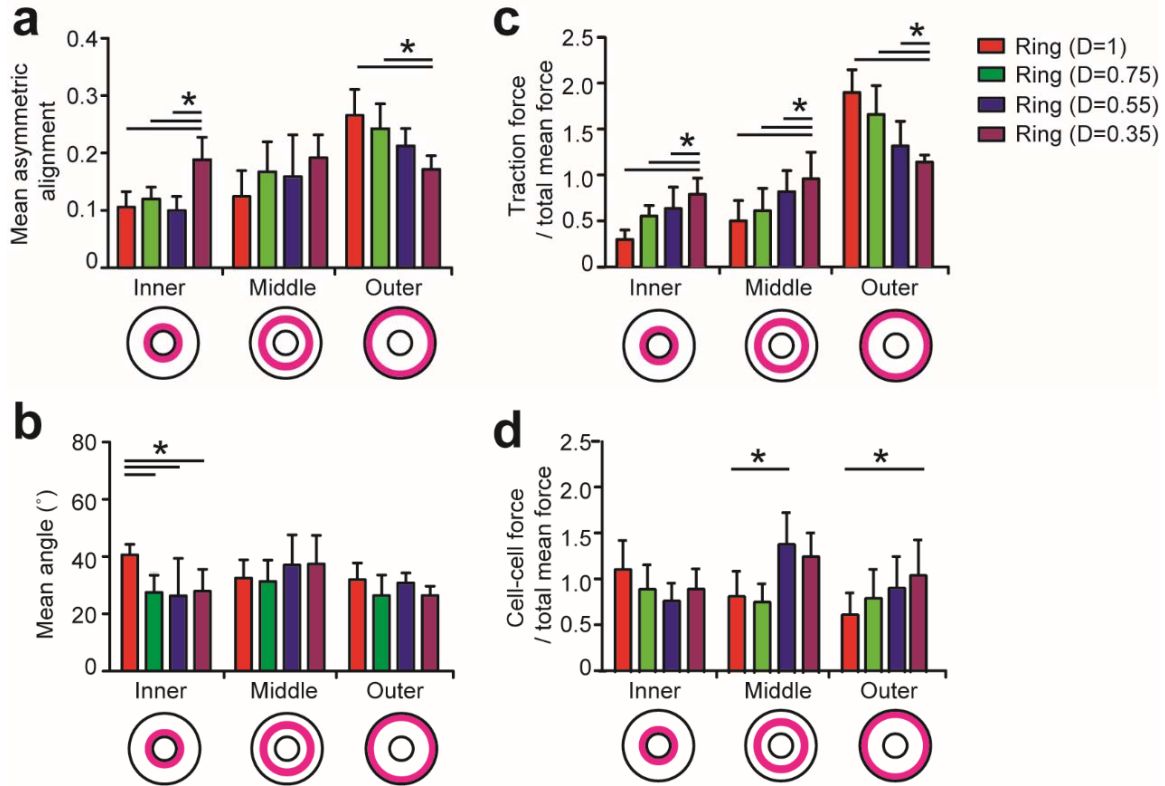 a
Mean asymmetric
alignment
0.4
0.3
0.2
0.1
0
*
*
Inner
Middle
Outer
c
Traction force
/ total mean force
2.5
2.0
1.5
1.0
0.5
0
*
*
*
Inner
Middle
Outer
Ring (D=1)
Ring (D=0.75)
Ring (D=0.55)
Ring (D=0.35)
b
Mean angle (°)
80
60
40
20
0
*
Inner
Middle
Outer
d
Cell-cell force
/ total mean force
2.5
2.0
1.5
1.0
0.5
0
*
*
Inner
Middle
Outer